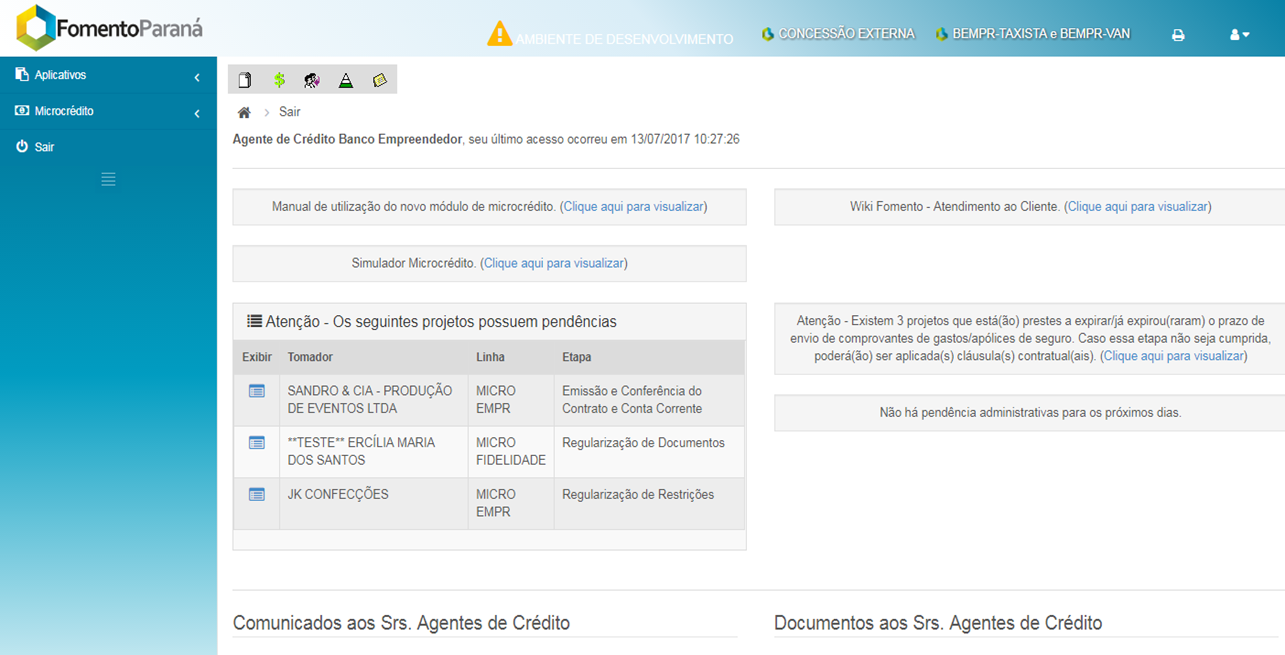 FomentoParaná
AMBIENTE DE DESENVOLVIMENTO
CONCESSÃO EXTERNA
BEMPR-TAXISTA e BEMPR-VAN
Aplicativos
Microcrédito
Sair
Sair
Agente de Crédito Banco Empreendedor, seu último acesso ocorreu em 13/07/2017 10:27:26
Manual de utilização do novo módulo de microcrédito. (Clique aqui para visualizar)
Wiki Fomento - Atendimento ao Cliente. (Clique aqui para visualizar)
Simulador Microcrédito. (Clique aqui para visualizar)
Atenção - Os seguintes projetos possuem pendências
Exibir Tomador Linha Etapa
SANDRO & CIA - PRODUÇÃO
DE EVENTOS LTDA
MICRO
EMPR
Emissão e Conferência do
Contrato e Conta Corrente
**TESTE** ERCÍLIA MARIA
DOS SANTOS
MICRO
FIDELIDADE
Regularização de Documentos
JK CONFECÇÕES
MICRO
EMPR
Regularização de Restrições
Atenção - Existem 3 projetos que está(ão) prestes a expirar/já expirou(raram) o prazo de
envio de comprovantes de gastos/apólices de seguro. Caso essa etapa não seja cumprida,
poderá(ão) ser aplicada(s) cláusula(s) contratual(ais). (Clique aqui para visualizar)
Não há pendência administrativas para os próximos dias.
Comunicados aos Srs. Agentes de Crédito
Documentos aos Srs. Agentes de Crédito